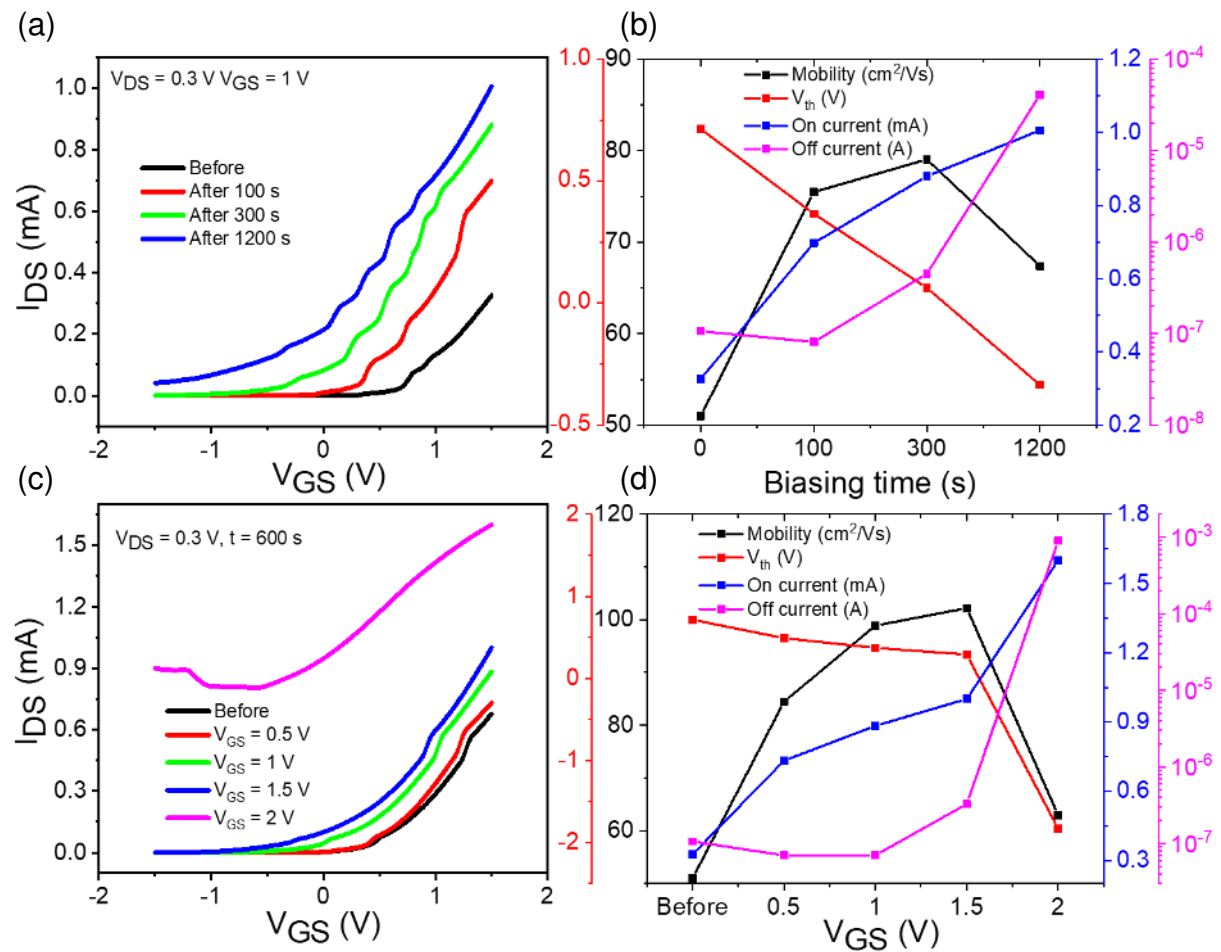 (a)
V_DS = 0.3 V V_GS = 1 V
Before
After 100 s
After 300 s
After 1200 s
I_DS (mA)
1.0
0.8
0.6
0.4
0.2
0.0
-2
-1
0
1
2
V_GS (V)
1.0
0.5
0.0
-0.5
(b)
Mobility (cm²/Vs)
V_th (V)
On current (mA)
Off current (A)
90
80
70
60
50
0
100
300
1200
Biasing time (s)
1.2
1.0
0.8
0.6
0.4
0.2
10⁻⁴
10⁻⁵
10⁻⁶
10⁻⁷
10⁻⁸
(c)
V_DS = 0.3 V, t = 600 s
Before
V_GS = 0.5 V
V_GS = 1 V
V_GS = 1.5 V
V_GS = 2 V
I_DS (mA)
1.5
1.2
0.9
0.6
0.3
0.0
-2
-1
0
1
2
V_GS (V)
2
1
0
-1
-2
(d)
Mobility (cm²/Vs)
V_th (V)
On current (mA)
Off current (A)
120
100
80
60
Before
0.5
1
1.5
2
V_GS (V)
1.8
1.5
1.2
0.9
0.6
0.3
10⁻³
10⁻⁴
10⁻⁵
10⁻⁶
10⁻⁷